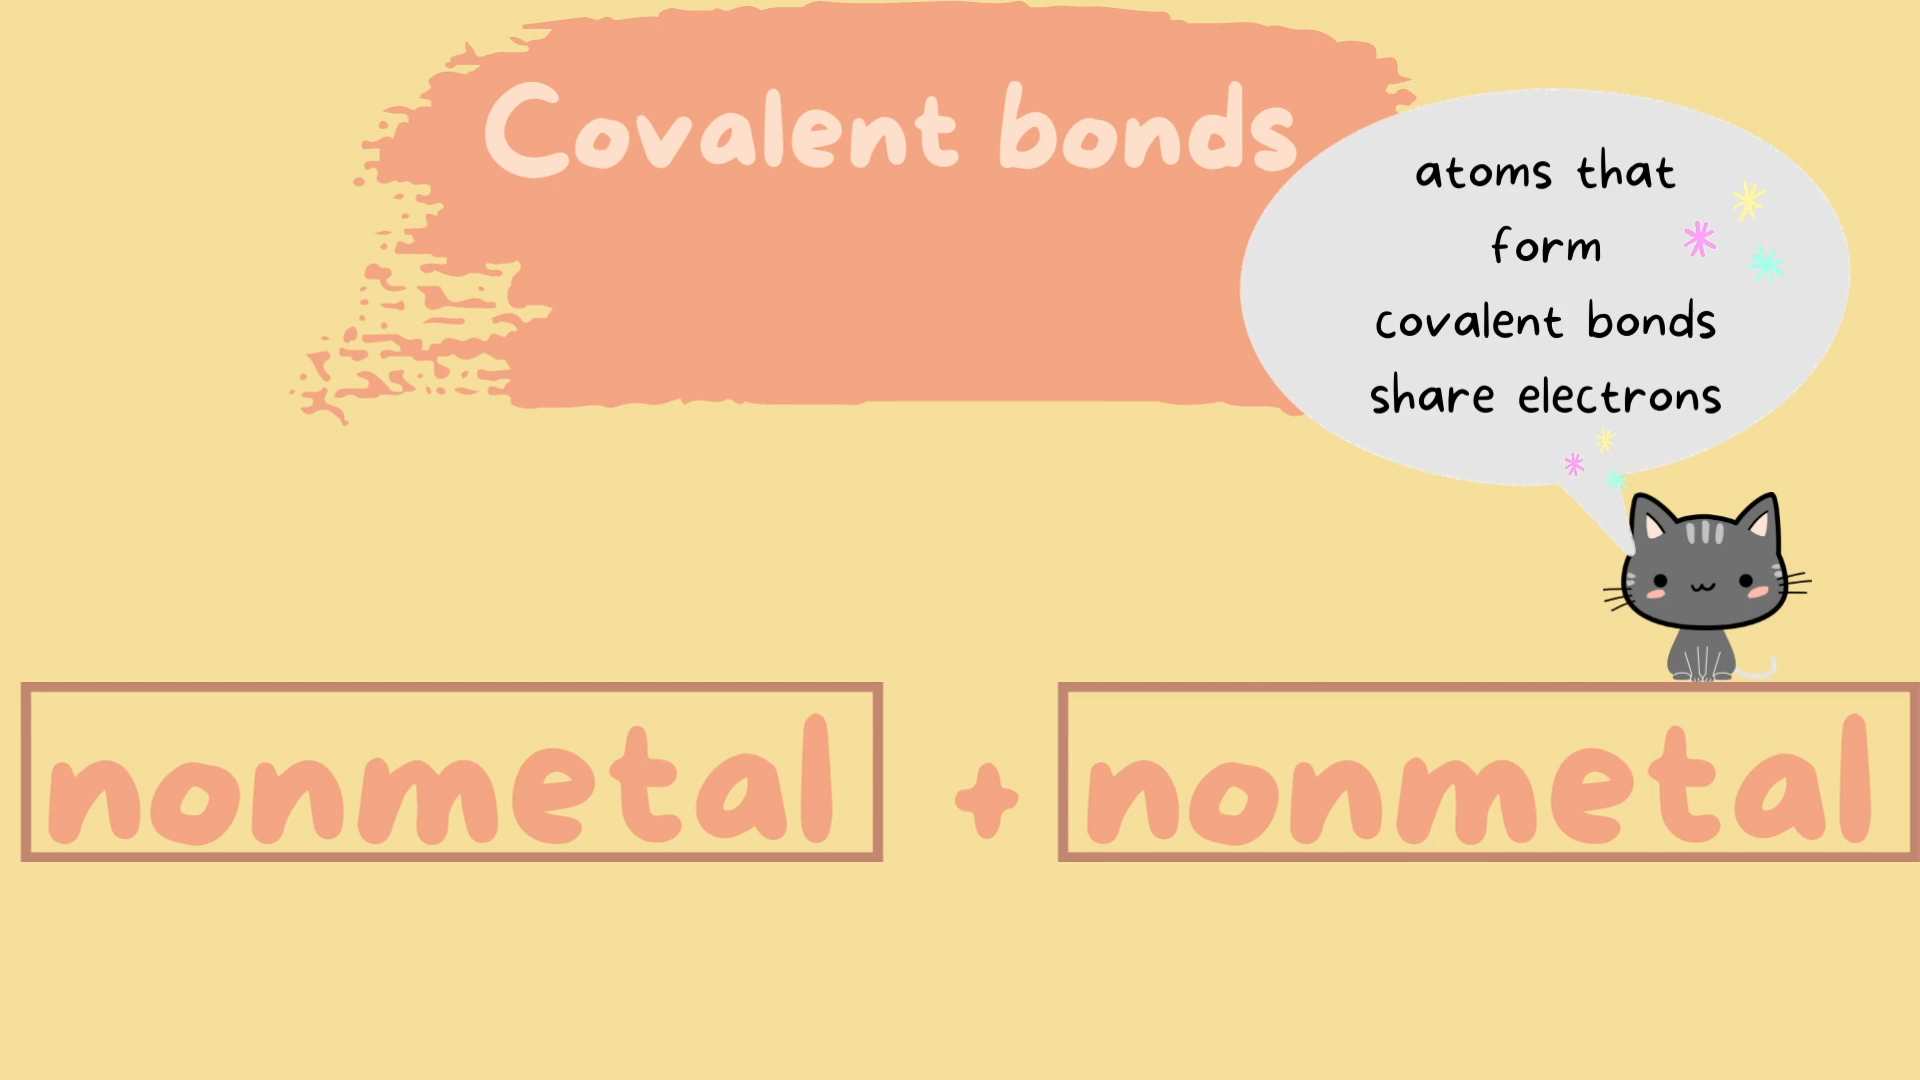 Covalent bonds
atoms that
form
covalent bonds
share electrons
nonmetal + nonmetal